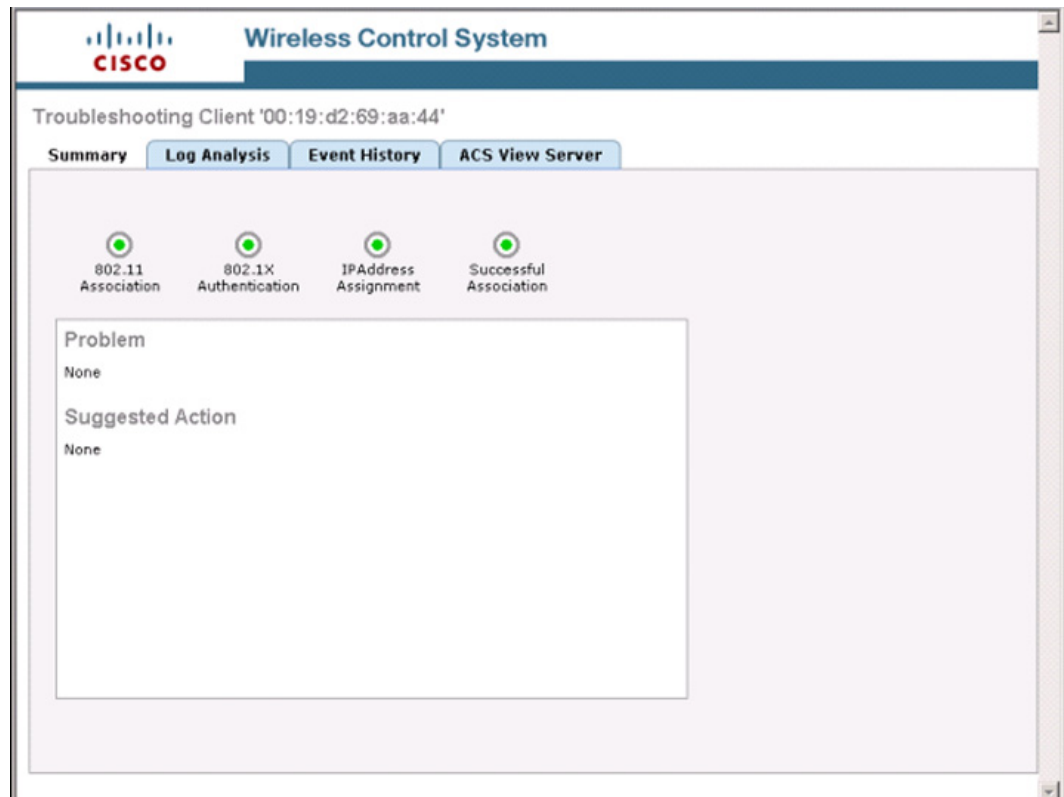 CISCO
Wireless Control System
Troubleshooting Client '00:19:d2:69:aa:44'
Summary
Log Analysis
Event History
ACS View Server
802.11
Association
802.1X
Authentication
IPAddress
Assignment
Successful
Association
Problem
None
Suggested Action
None